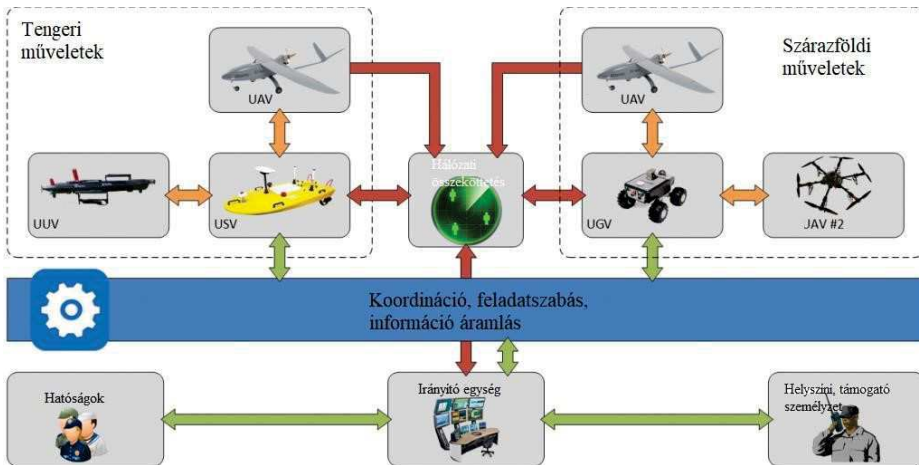 Tengeri
műveletek
UAV
UUV
USV
Hálózati
összeköttetés
Szárazföldi
műveletek
UAV
UGV
JAV #2
Koordináció, feladatszabás,
információ áramlás
Hatóságok
Irányító egység
Helyszíni, támogató
személyzet